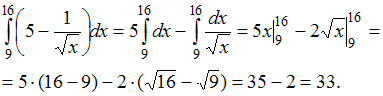 ∫₉¹⁶ (5 − 1/√x) dx = 5∫₉¹⁶ dx − ∫₉¹⁶ dx/√x = 5x|₉¹⁶ − 2√x|₉¹⁶ =
= 5·(16 − 9) − 2·(√16 − √9) = 35 − 2 = 33.